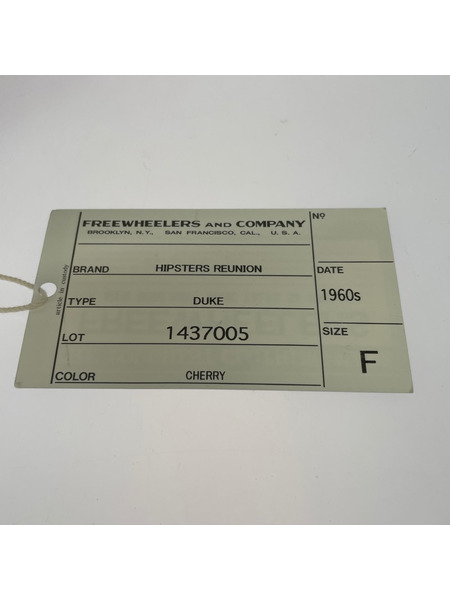 FREEWHEELERS AND COMPANY
BROOKLYN, N.Y., SAN FRANCISCO, CAL., U. S. A.
BRAND HIPSTERS REUNION
TYPE DUKE
LOT 1437005
COLOR CHERRY
Nº
DATE
1960s
SIZE
F